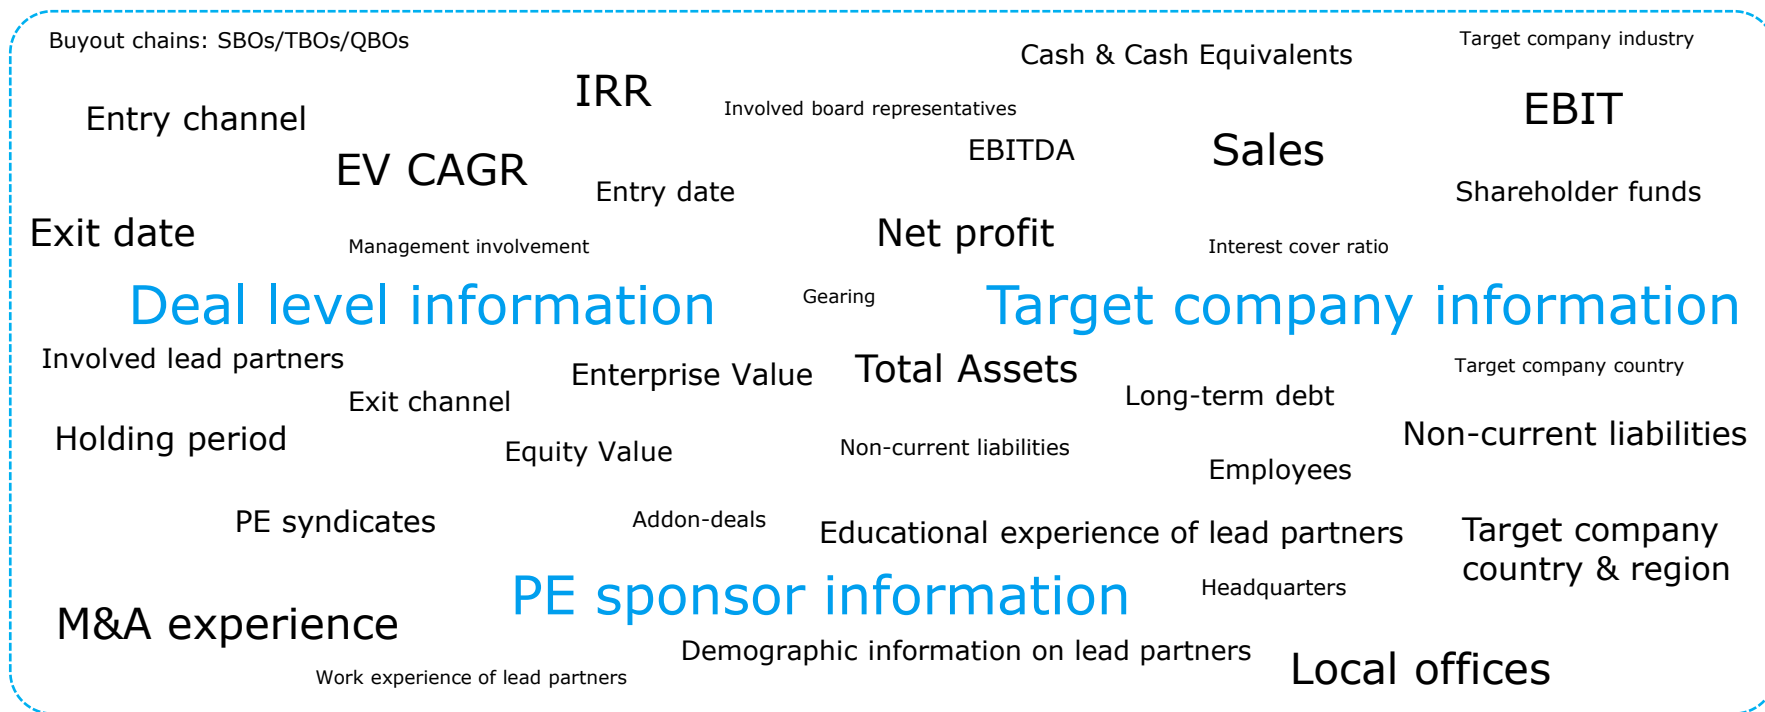 Buyout chains: SBOs/TBOs/QBOs
Target company industry
Cash & Cash Equivalents
IRR
Involved board representatives
EBIT
Entry channel
EBITDA
Sales
EV CAGR
Entry date
Shareholder funds
Exit date
Management involvement
Net profit
Interest cover ratio
Deal level information
Gearing
Target company information
Involved lead partners
Enterprise Value
Total Assets
Target company country
Exit channel
Long-term debt
Holding period
Equity Value
Non-current liabilities
Non-current liabilities
Employees
PE syndicates
Addon-deals
Educational experience of lead partners
Target company
country & region
PE sponsor information
Headquarters
M&A experience
Demographic information on lead partners
Work experience of lead partners
Local offices